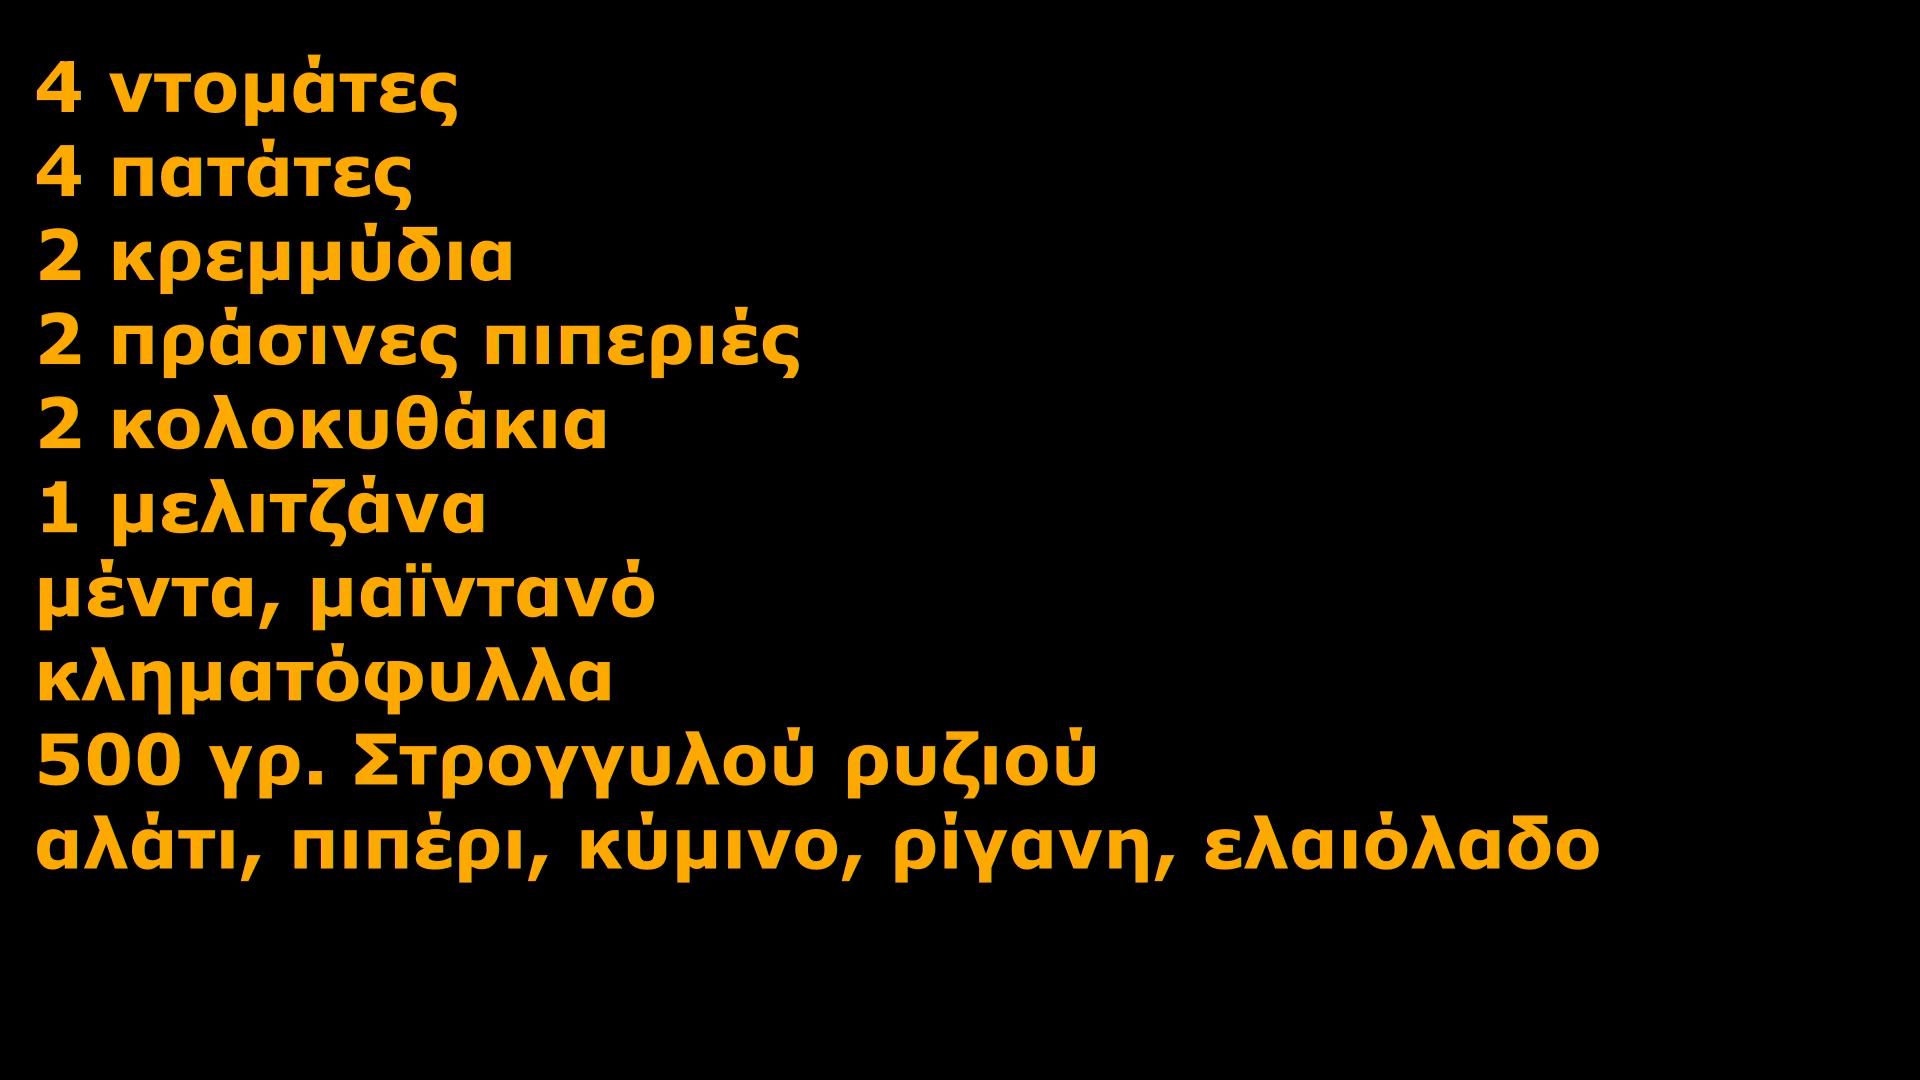 4 ντομάτες
4 πατάτες
2 κρεμμύδια
2 πράσινες πιπεριές
2 κολοκυθάκια
1 μελιτζάνα
μέντα, μαϊντανό
κληματόφυλλα
500 γρ. Στρογγυλού ρυζιού
αλάτι, πιπέρι, κύμινο, ρίγανη, ελαιόλαδο